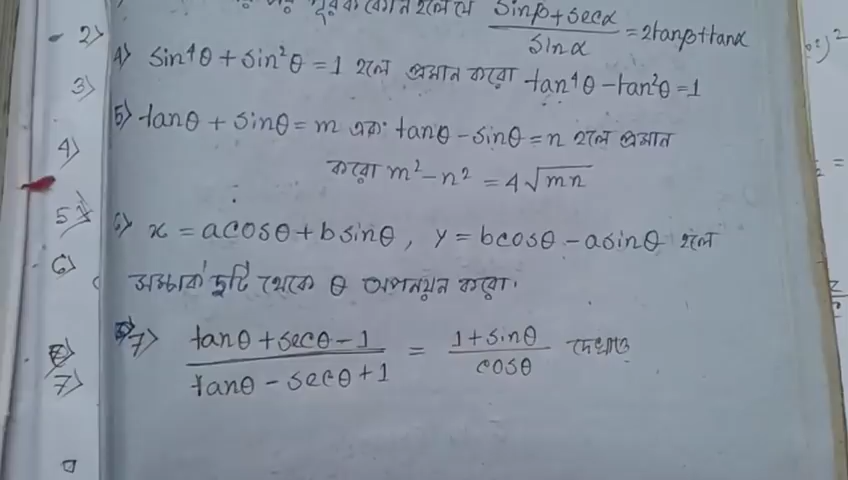 পূরক কোন হলে যে sinβ+secα/sinα = 2tanβ+tanα
2>
4> sin⁴θ + sin²θ = 1 হলে প্রমান করো tan⁴θ − tan²θ = 1
3>
5> tanθ + sinθ = m এবং tanθ − sinθ = n হলে প্রমান
4>
করো m² − n² = 4√mn
5>
6> x = acosθ + bsinθ, y = bcosθ − asinθ হলে
6>
সম্পর্ক দুটি থেকে θ অপনয়ন করো।
7> tanθ + secθ − 1/tanθ − secθ + 1 = 1 + sinθ/cosθ দেখাও
7>